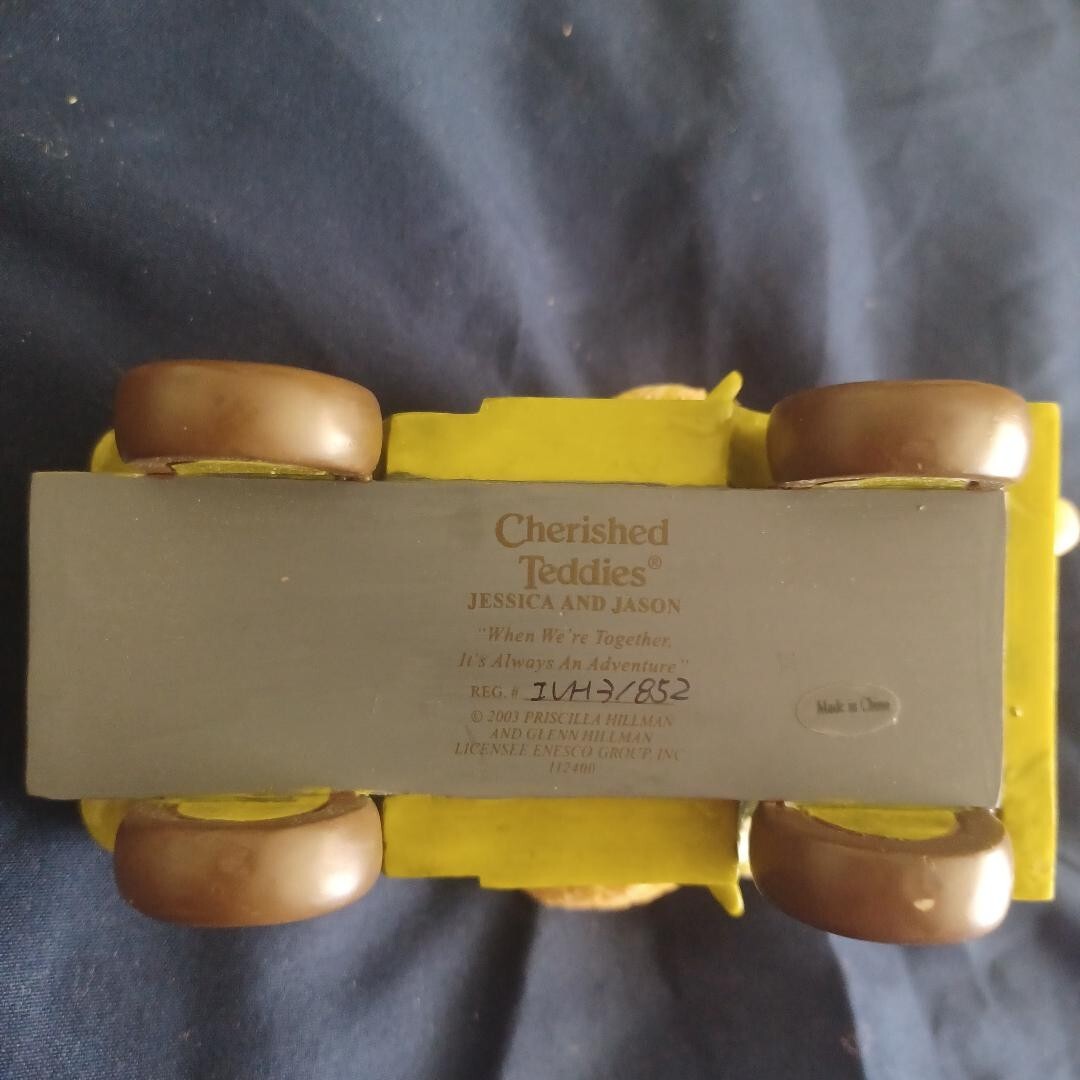 Cherished
Teddies®
JESSICA AND JASON
"When We're Together,
It's Always An Adventure"
REG. # IVH3/852
© 2003 PRISCILLA HILLMAN
AND GLENN HILLMAN
LICENSEE ENESCO GROUP, INC
112400
Made in China